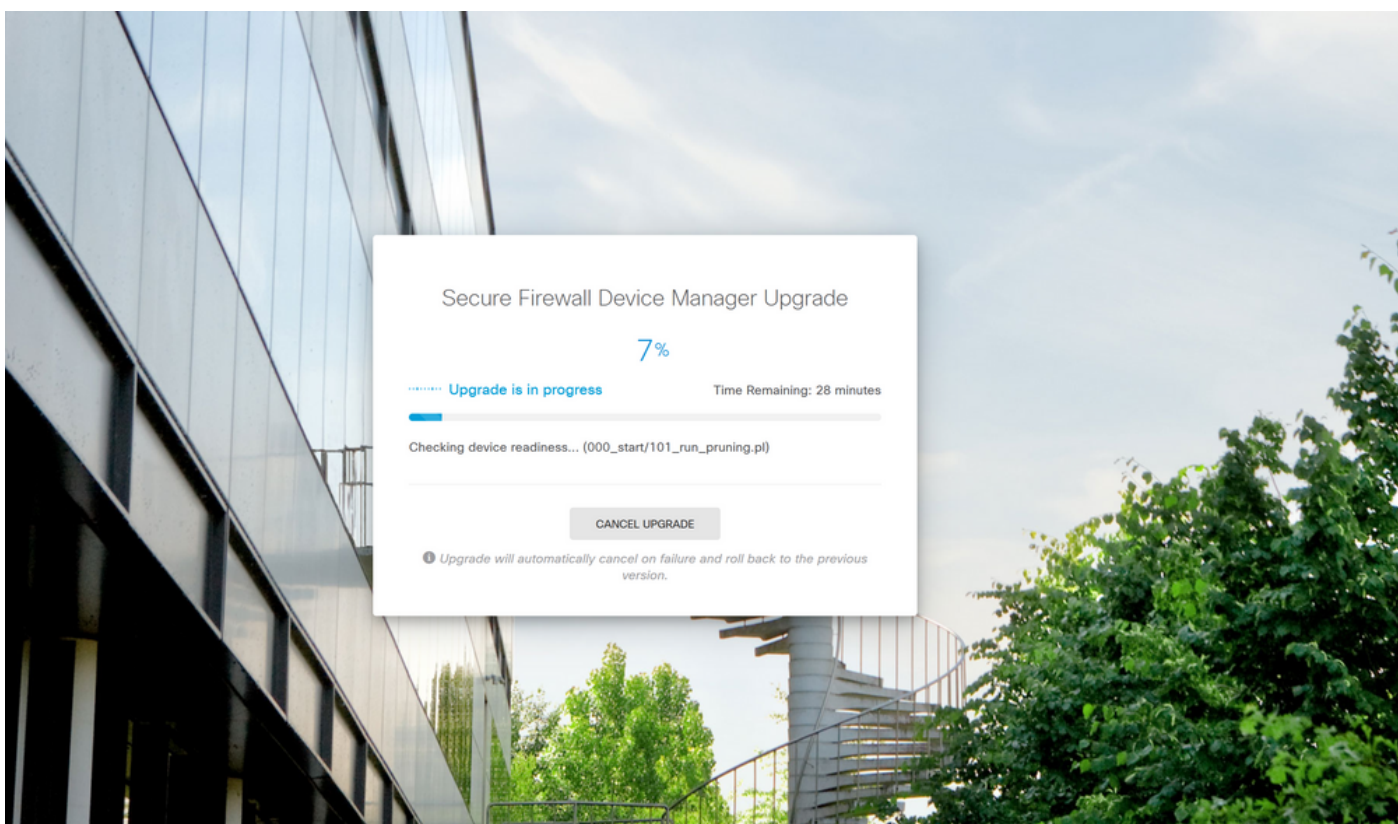 Secure Firewall Device Manager Upgrade
7%
Upgrade is in progress
Time Remaining: 28 minutes
Checking device readiness... (000_start/101_run_pruning.pl)
CANCEL UPGRADE
Upgrade will automatically cancel on failure and roll back to the previous
version.